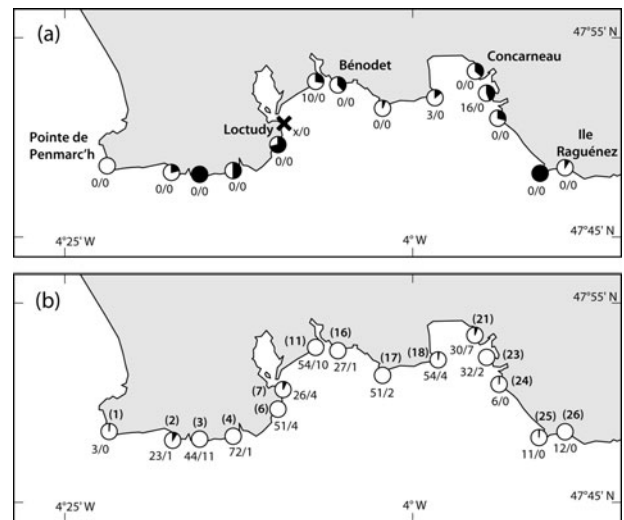 (a)
47°55' N
Bénodet
Concarneau
0/0
10/0
0/0
16/0
3/0
0/0
Loctudy
x/0
0/0
0/0
Pointe de
Penmarc'h
Ile
Raguénez
0/0
0/0
0/0
0/0
0/0
0/0
4°25' W
4° W
47°45' N
(b)
47°55' N
(21)
(16)
(11)
30/7
(23)
54/10
27/1
(17)
(18)
54/4
32/2
51/2
(24)
6/0
(7)
26/4
(6)
51/4
(1)
(2)
(3)
(4)
(25)
(26)
3/0
23/1
44/11
72/1
11/0
12/0
4°25' W
4° W
47°45' N